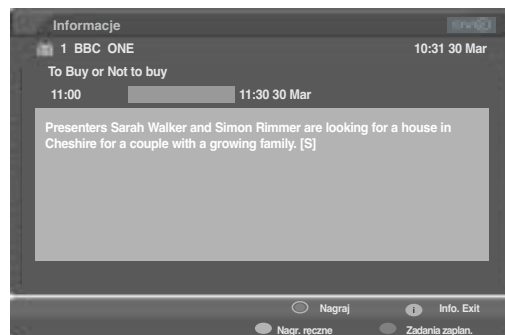 Informacje
1 BBC ONE 10:31 30 Mar
To Buy or Not to buy
11:00 11:30 30 Mar
Presenters Sarah Walker and Simon Rimmer are looking for a house in
Cheshire for a couple with a growing family. [S]
Nagraj i Info. Exit
Nagr. ręczne Zadania zaplan.